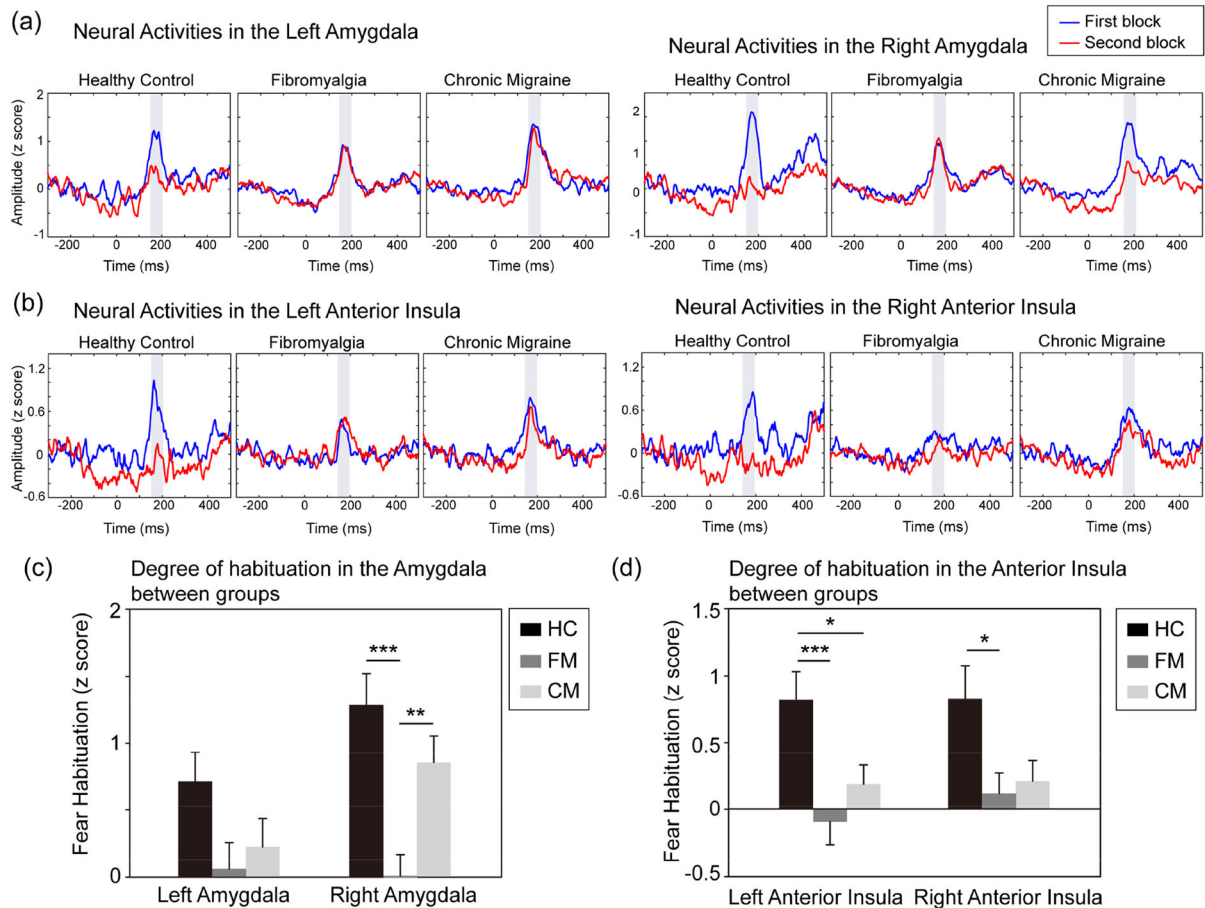 (a)
Neural Activities in the Left Amygdala
Neural Activities in the Right Amygdala
First block
Second block
Healthy Control
Fibromyalgia
Chronic Migraine
Healthy Control
Fibromyalgia
Chronic Migraine
Amplitude (z score)
2
1
0
-1
2
1
0
-1
-200 0 200 400
-200 0 200 400
-200 0 200 400
-200 0 200 400
-200 0 200 400
-200 0 200 400
Time (ms)
Time (ms)
Time (ms)
Time (ms)
Time (ms)
Time (ms)
(b)
Neural Activities in the Left Anterior Insula
Neural Activities in the Right Anterior Insula
Healthy Control
Fibromyalgia
Chronic Migraine
Healthy Control
Fibromyalgia
Chronic Migraine
Amplitude (z score)
1.2
0.6
0
-0.6
1.2
0.6
0
-0.6
-200 0 200 400
-200 0 200 400
-200 0 200 400
-200 0 200 400
-200 0 200 400
-200 0 200 400
Time (ms)
Time (ms)
Time (ms)
Time (ms)
Time (ms)
Time (ms)
(c)
Degree of habituation in the Amygdala
between groups
Fear Habituation (z score)
2
1
0
***
**
HC
FM
CM
Left Amygdala
Right Amygdala
(d)
Degree of habituation in the Anterior Insula
between groups
Fear Habituation (z score)
1.5
1
0.5
0
-0.5
*
***
*
HC
FM
CM
Left Anterior Insula
Right Anterior Insula